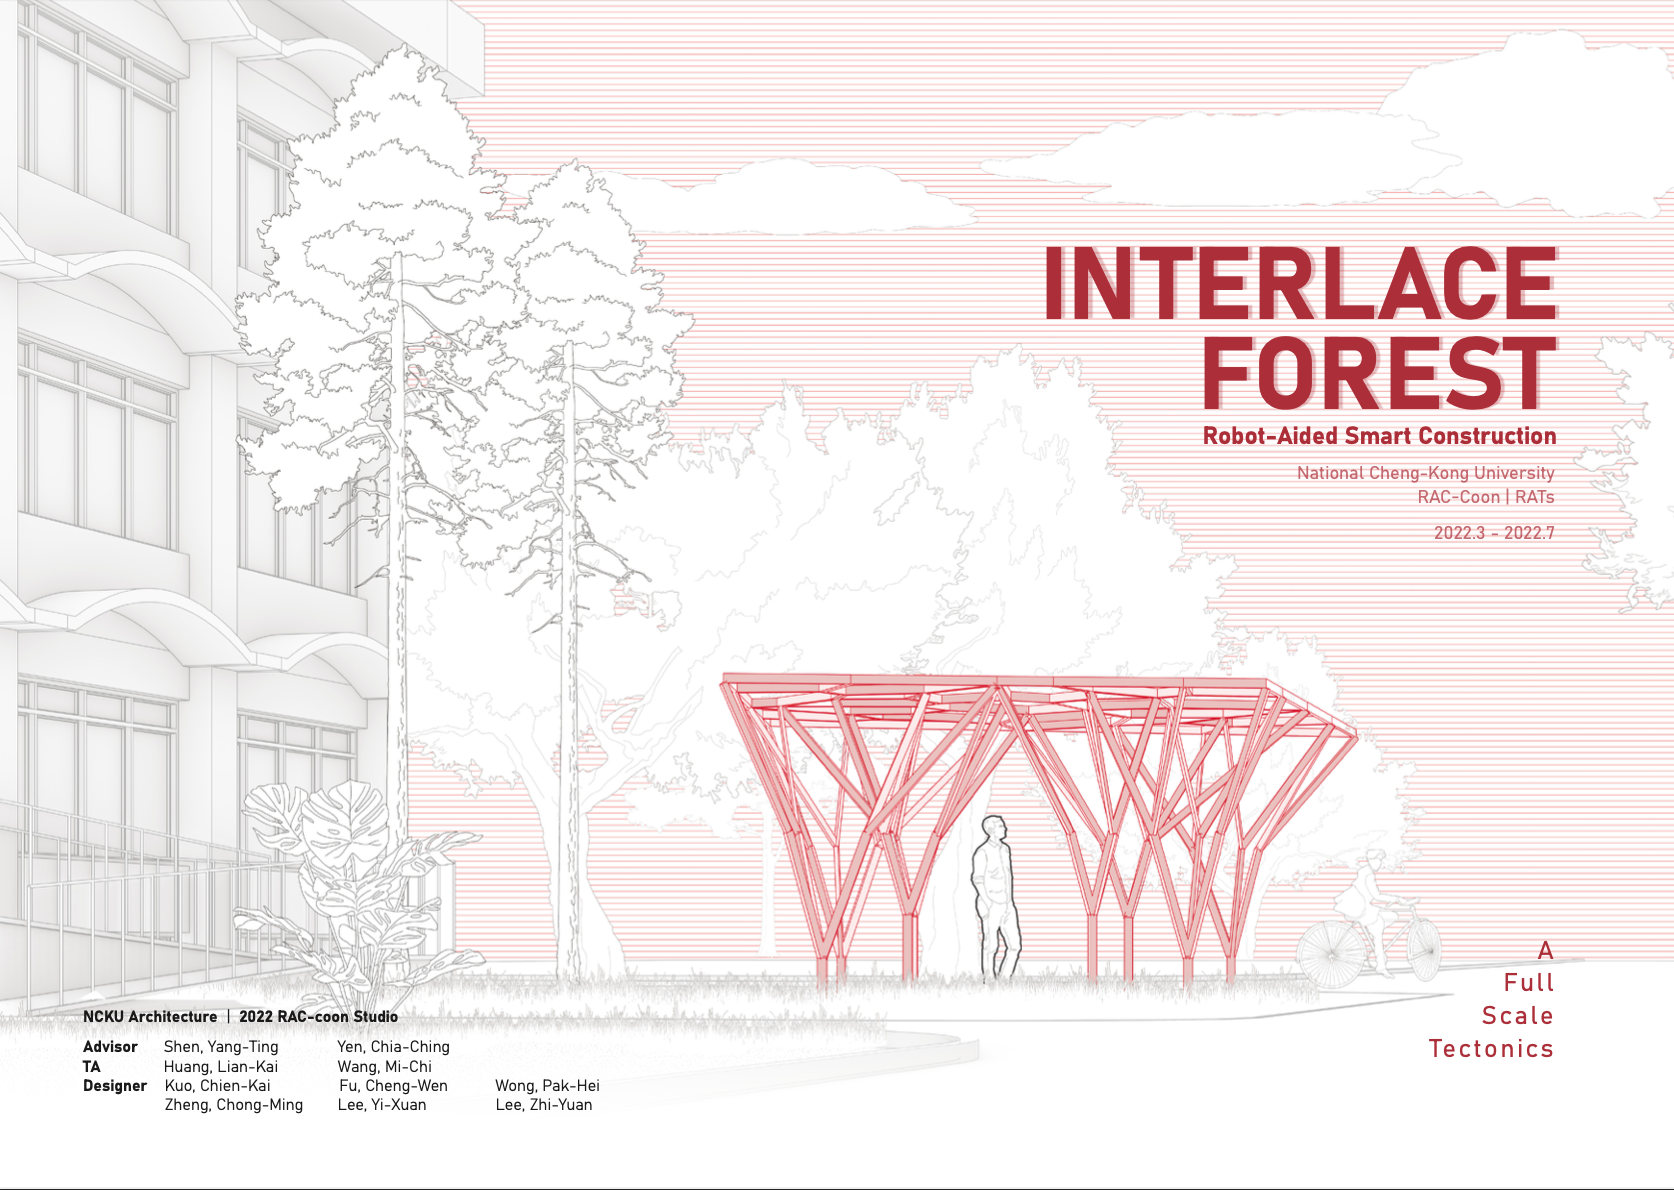 INTERLACE
FOREST
Robot-Aided Smart Construction
National Cheng-Kong University
RAC-Coon | RATs
2022.3 - 2022.7
A
Full
Scale
Tectonics
NCKU Architecture | 2022 RAC-coon Studio
Advisor Shen, Yang-Ting Yen, Chia-Ching
TA Huang, Lian-Kai Wang, Mi-Chi
Designer Kuo, Chien-Kai Fu, Cheng-Wen Wong, Pak-Hei
Zheng, Chong-Ming Lee, Yi-Xuan Lee, Zhi-Yuan